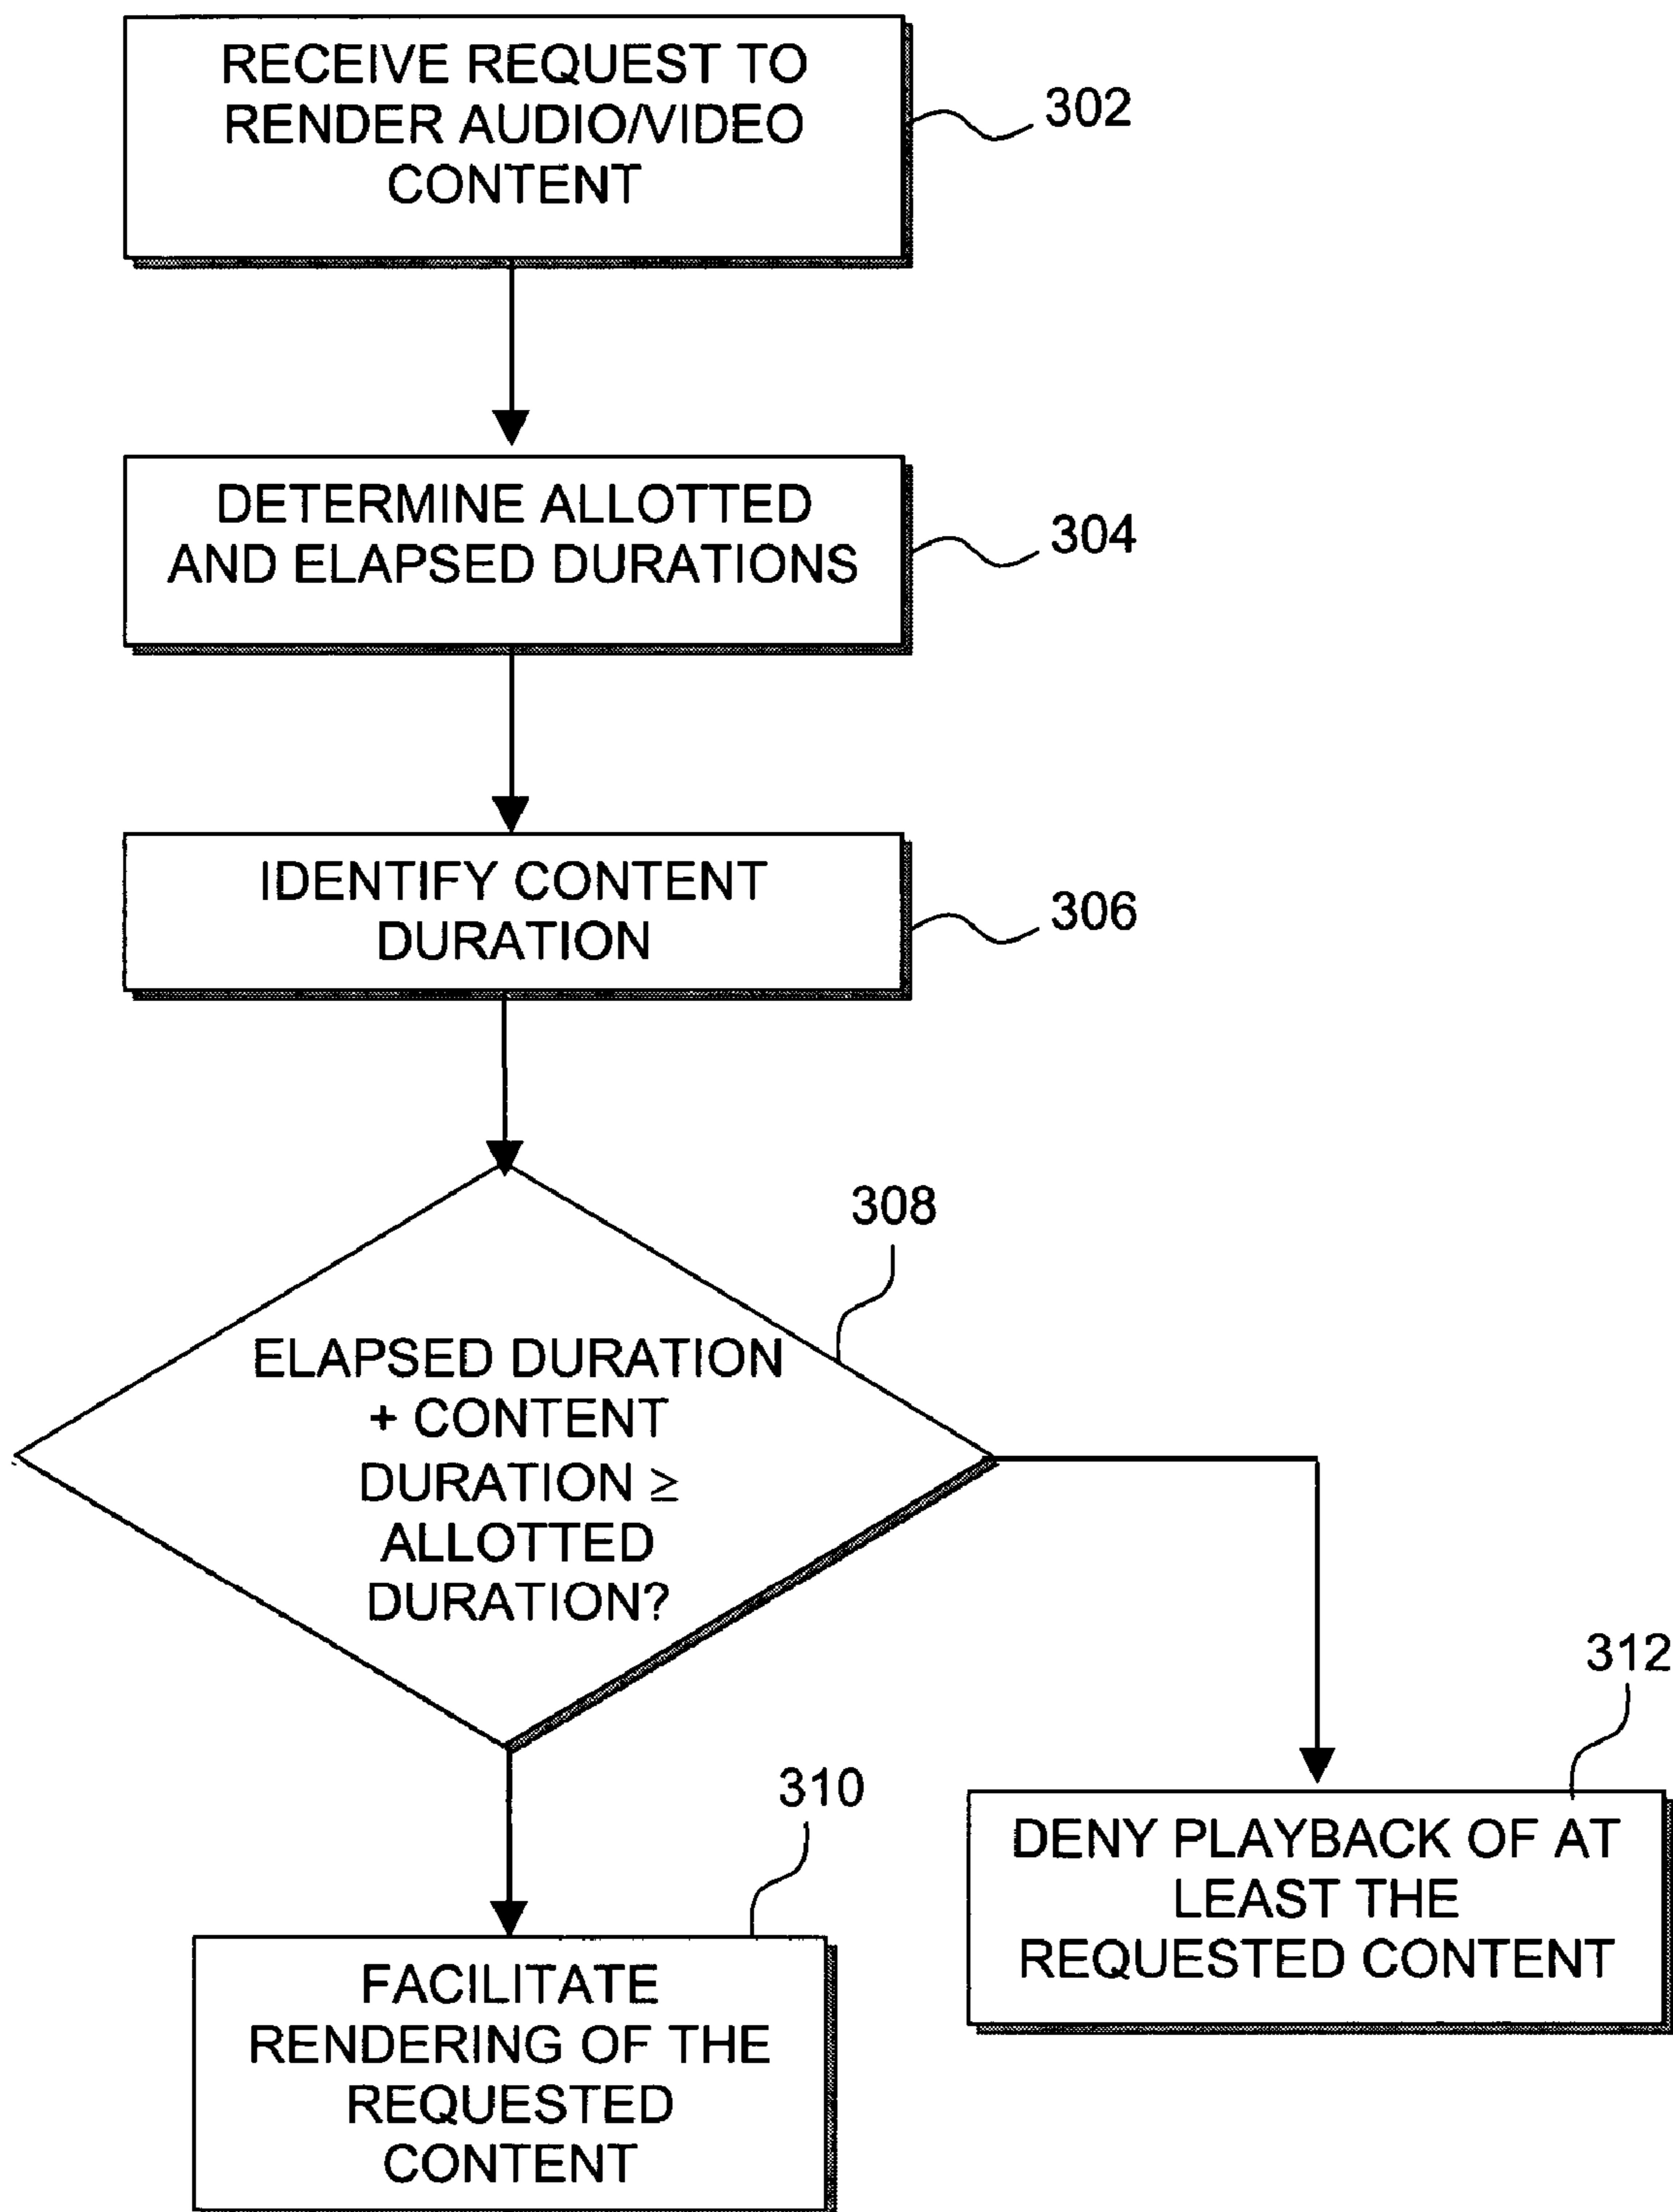 RECEIVE REQUEST TO
RENDER AUDIO/VIDEO
CONTENT
302
DETERMINE ALLOTTED
AND ELAPSED DURATIONS
304
IDENTIFY CONTENT
DURATION
306
308
ELAPSED DURATION
+ CONTENT
DURATION ≥
ALLOTTED
DURATION?
310
FACILITATE
RENDERING OF THE
REQUESTED
CONTENT
312
DENY PLAYBACK OF AT
LEAST THE
REQUESTED CONTENT